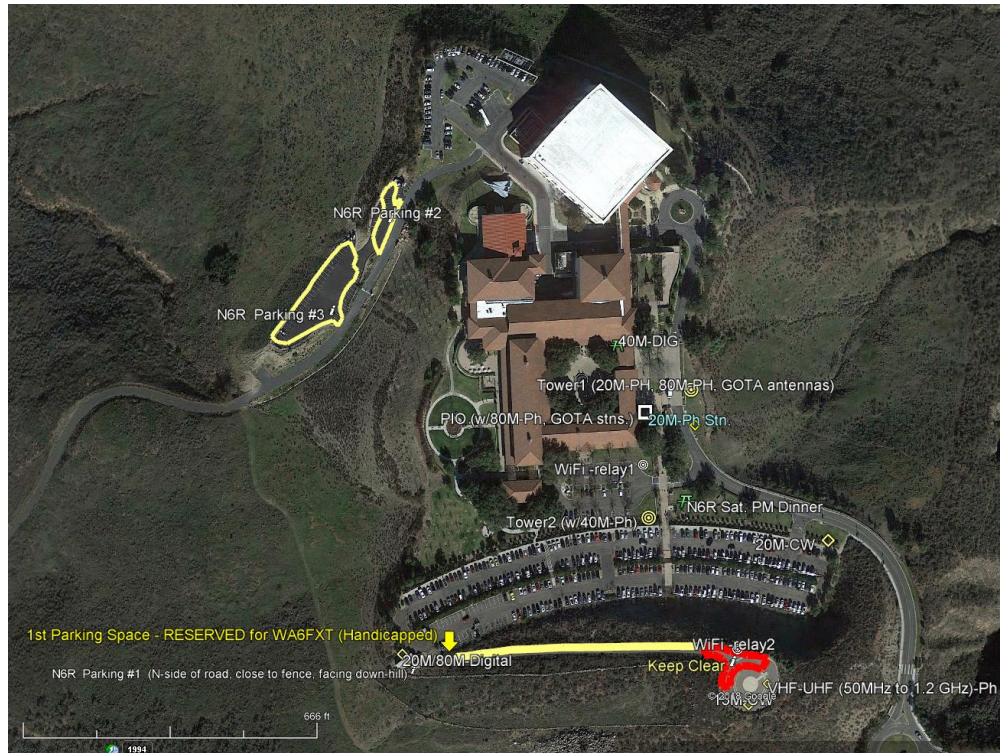 N6R Parking #2
N6R Parking #3
40M-DIG
Tower1 (20M-PH, 80M-PH, GOTA antennas)
PIO (w/80M-Ph, GOTA stns.)
20M-Ph Stn.
WiFi -relay1
N6R Sat. PM Dinner
Tower2 (w/40M-Ph)
20M-CW
1st Parking Space - RESERVED for WA6FXT (Handicapped)
WiFi -relay2
20M/80M-Digital
Keep Clear
N6R Parking #1 (N-side of road, close to fence, facing down-hill)
VHF-UHF (50MHz to 1.2 GHz)-Ph
© 2018 Google
15M-CW
666 ft
1994